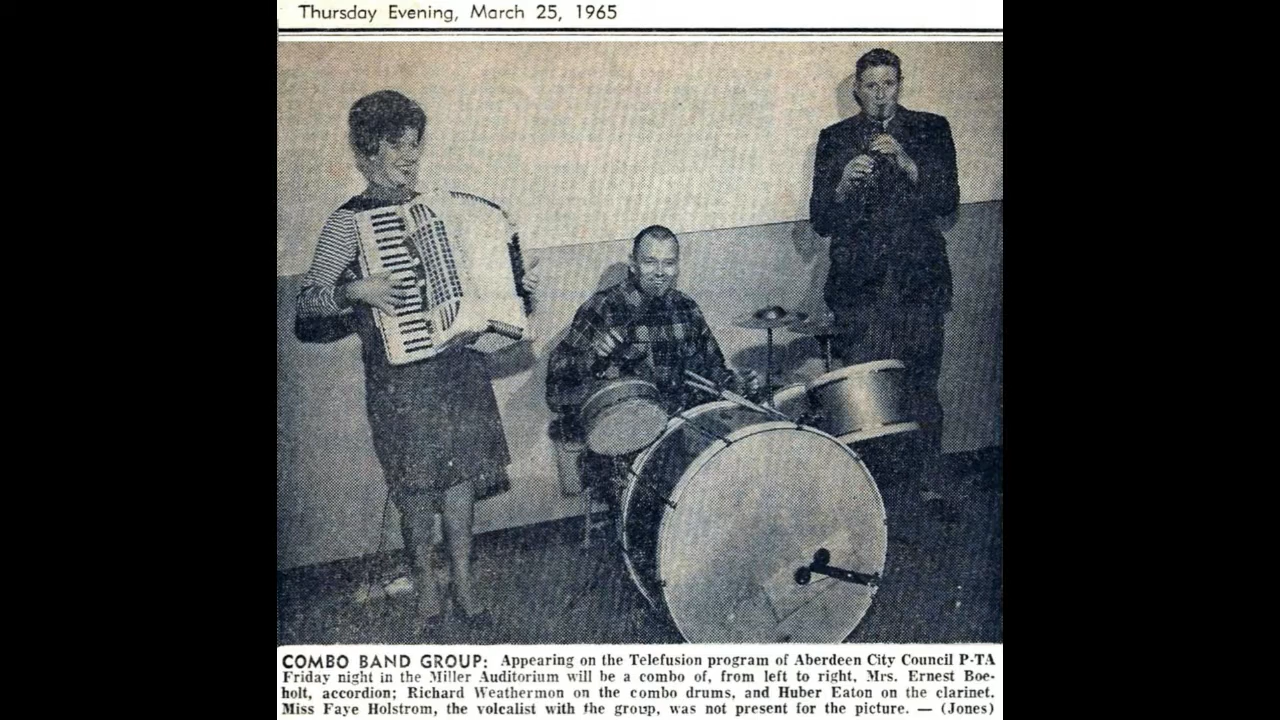 Thursday Evening, March 25, 1965
COMBO BAND GROUP: Appearing on the Telefusion program of Aberdeen City Council P-TA
Friday night in the Miller Auditorium will be a combo of, from left to right, Mrs. Ernest Boe-
holt, accordion; Richard Weathermon on the combo drums, and Huber Eaton on the clarinet.
Miss Faye Holstrom, the volcalist with the group, was not present for the picture. — (Jones)